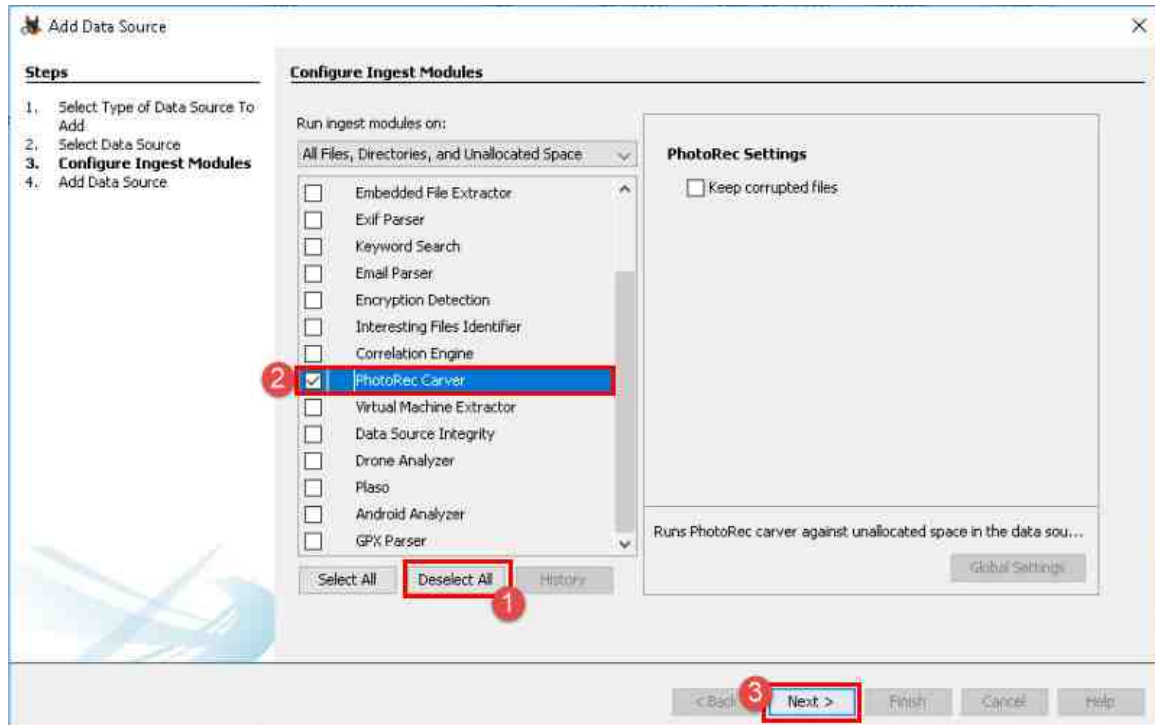 Add Data Source
Steps
1. Select Type of Data Source To
Add
2. Select Data Source
3. Configure Ingest Modules
4. Add Data Source
Configure Ingest Modules
Run ingest modules on:
All Files, Directories, and Unallocated Space
Embedded File Extractor
Exif Parser
Keyword Search
Email Parser
Encryption Detection
Interesting Files Identifier
Correlation Engine
2 PhotoRec Carver
Virtual Machine Extractor
Data Source Integrity
Drone Analyzer
Plaso
Android Analyzer
GPX Parser
Select All Deselect All History
1
PhotoRec Settings
Keep corrupted files
Runs PhotoRec carver against unallocated space in the data sou...
Global Settings
< Back 3 Next > Finish Cancel Help